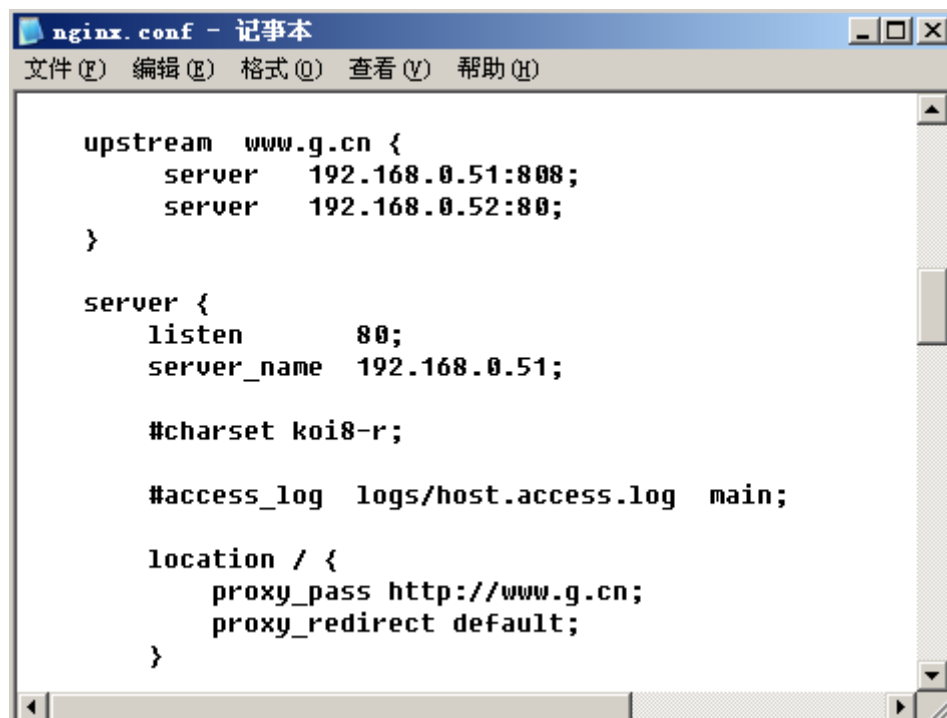 nginx.conf - 记事本
文件(F) 编辑(E) 格式(O) 查看(V) 帮助(H)
upstream  www.g.cn {
server   192.168.0.51:808;
server   192.168.0.52:80;
}
server {
listen       80;
server_name  192.168.0.51;
#charset koi8-r;
#access_log  logs/host.access.log  main;
location / {
proxy_pass http://www.g.cn;
proxy_redirect default;
}